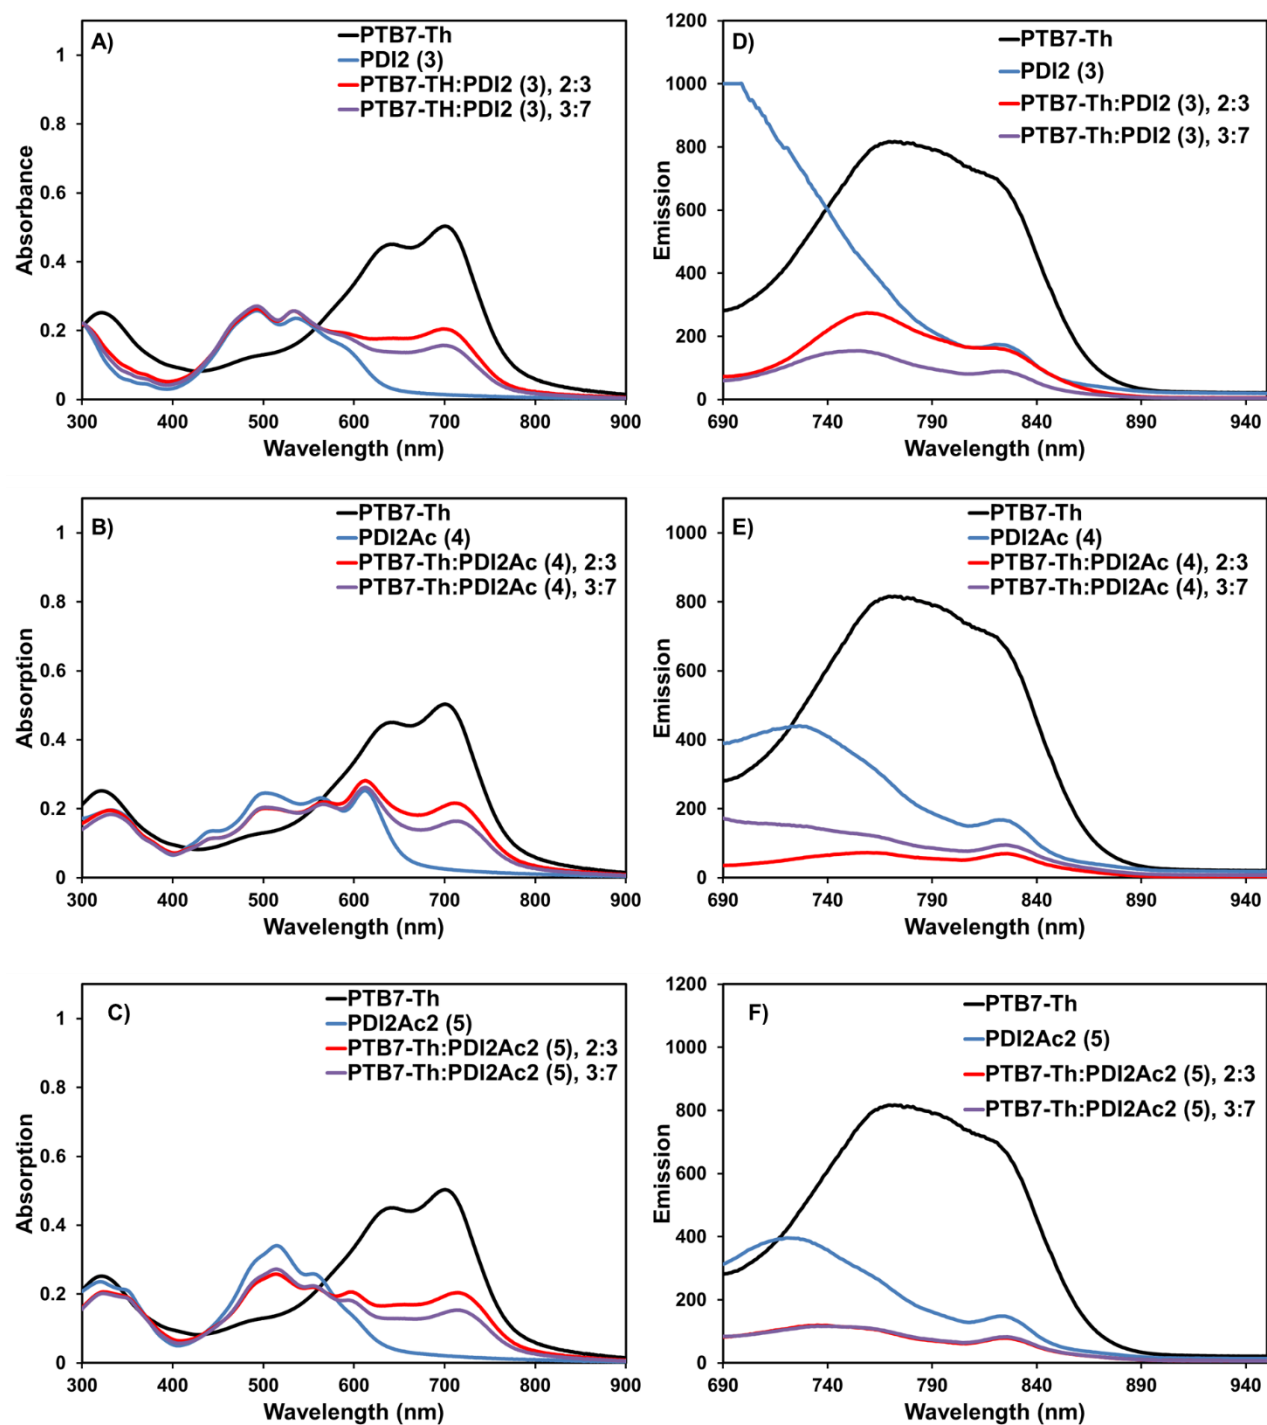 A)
PTB7-Th
PDI2 (3)
PTB7-TH:PDI2 (3), 2:3
PTB7-TH:PDI2 (3), 3:7
Absorbance
1
0.8
0.6
0.4
0.2
0
300 400 500 600 700 800 900
Wavelength (nm)
D)
PTB7-Th
PDI2 (3)
PTB7-Th:PDI2 (3), 2:3
PTB7-Th:PDI2 (3), 3:7
Emission
1200
1000
800
600
400
200
0
690 740 790 840 890 940
Wavelength (nm)
B)
PTB7-Th
PDI2Ac (4)
PTB7-Th:PDI2Ac (4), 2:3
PTB7-Th:PDI2Ac (4), 3:7
Absorption
1
0.8
0.6
0.4
0.2
0
300 400 500 600 700 800 900
Wavelength (nm)
E)
PTB7-Th
PDI2Ac (4)
PTB7-Th:PDI2Ac (4), 2:3
PTB7-Th:PDI2Ac (4), 3:7
Emission
1000
800
600
400
200
0
690 740 790 840 890 940
Wavelength (nm)
C)
PTB7-Th
PDI2Ac2 (5)
PTB7-Th:PDI2Ac2 (5), 2:3
PTB7-Th:PDI2Ac2 (5), 3:7
Absorption
1
0.8
0.6
0.4
0.2
0
300 400 500 600 700 800 900
Wavelength (nm)
F)
PTB7-Th
PDI2Ac2 (5)
PTB7-Th:PDI2Ac2 (5), 2:3
PTB7-Th:PDI2Ac2 (5), 3:7
Emission
1200
1000
800
600
400
200
0
690 740 790 840 890 940
Wavelength (nm)